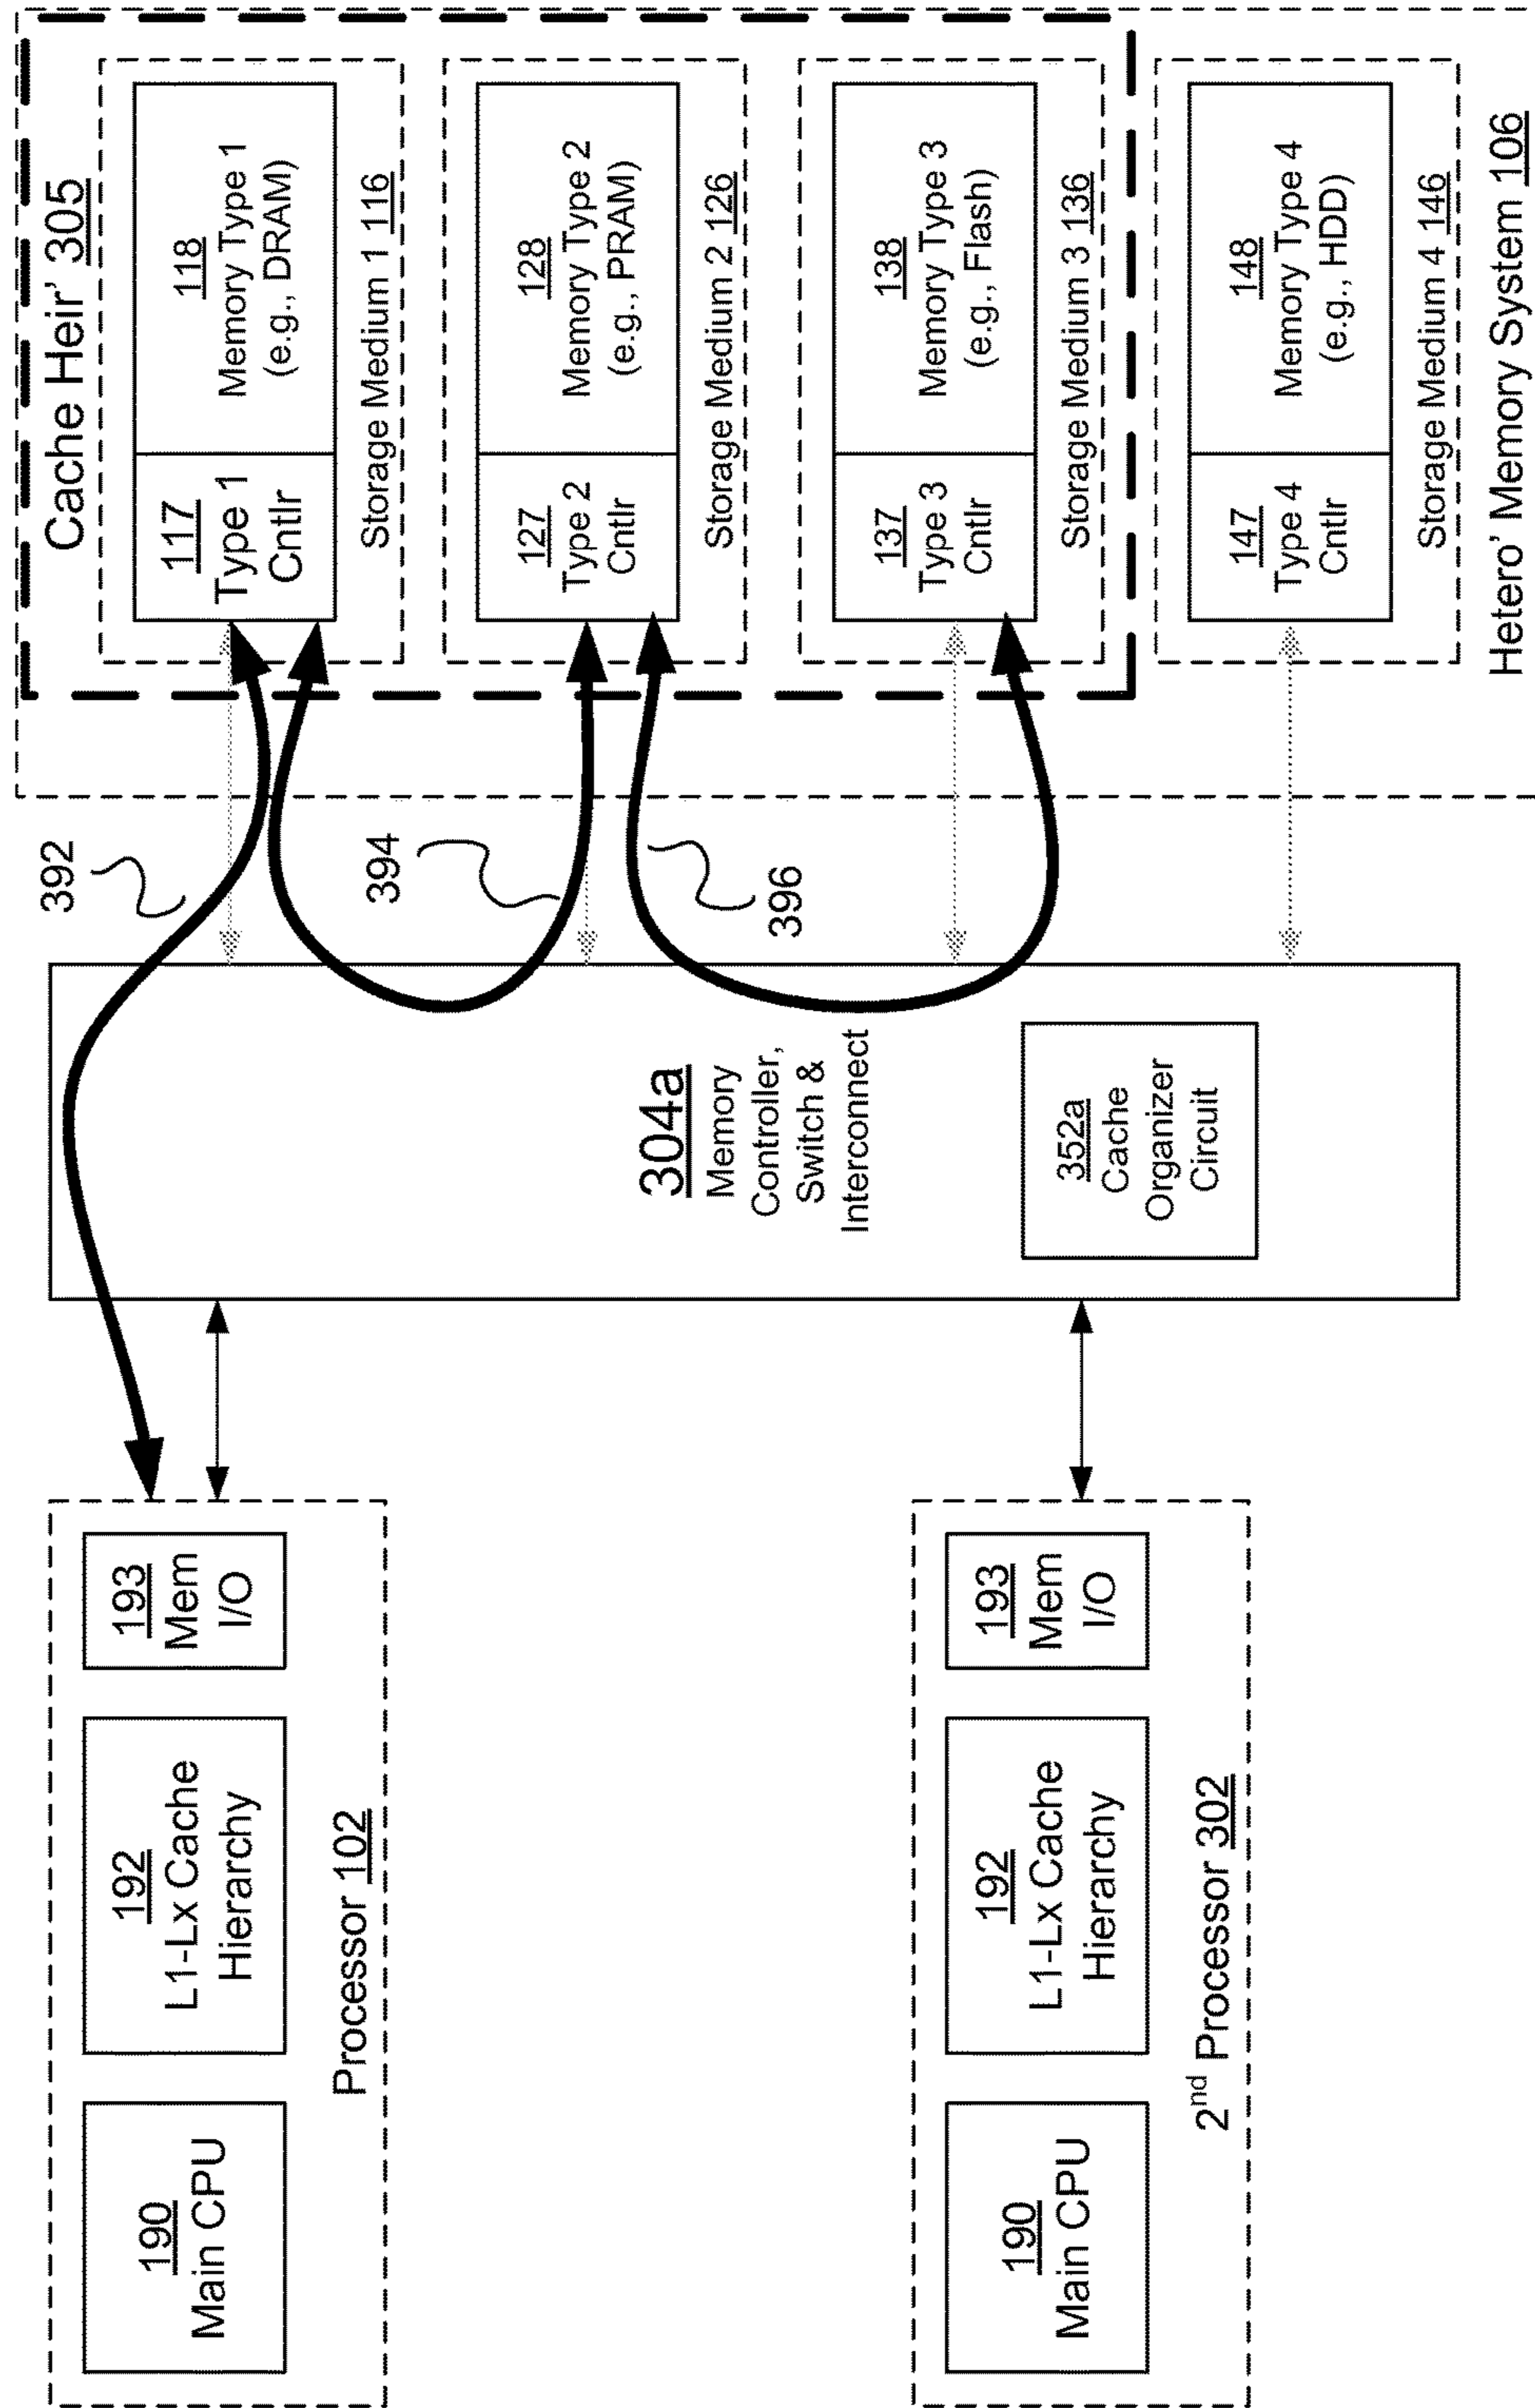 190
Main CPU
192
L1-Lx Cache
Hierarchy
193
Mem
I/O
Processor 102
190
Main CPU
192
L1-Lx Cache
Hierarchy
193
Mem
I/O
2nd Processor 302
304a
Memory
Controller,
Switch &
Interconnect
352a
Cache
Organizer
Circuit
392
394
396
Cache Heir' 305
117
Type 1
Cntlr
118
Memory Type 1
(e.g., DRAM)
Storage Medium 1 116
127
Type 2
Cntlr
128
Memory Type 2
(e.g., PRAM)
Storage Medium 2 126
137
Type 3
Cntlr
138
Memory Type 3
(e.g., Flash)
Storage Medium 3 136
147
Type 4
Cntlr
148
Memory Type 4
(e.g., HDD)
Storage Medium 4 146
Hetero' Memory System 106